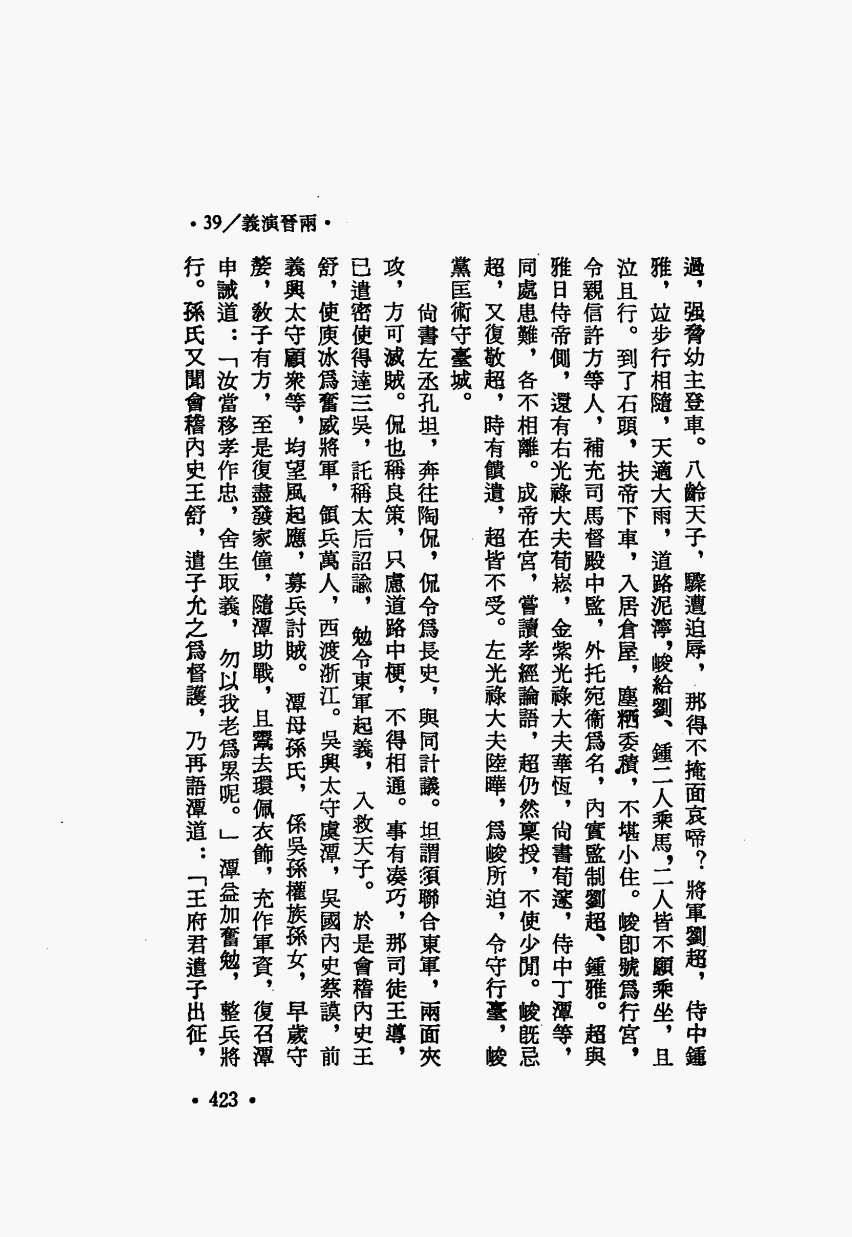 •39／義演晉兩•
過，强脅幼主登車。八齡天子，驟遭迫辱，那得不掩面哀啼？將軍劉超，侍中鍾
雅，竝步行相隨，天適大雨，道路泥濘，峻給劉、鍾二人乘馬，二人皆不願乘坐，且
泣且行。到了石頭，扶帝下車，入居倉屋，塵粞委積，不堪小住。峻卽號爲行宮，
令親信許方等人，補充司馬督殿中監，外托宛衞爲名，內實監制劉超、鍾雅。超與
雅日侍帝側，還有右光祿大夫荀崧，金紫光祿大夫華恆，尙書荀邃，侍中丁潭等，
同處患難，各不相離。成帝在宮，嘗讀孝經論語，超仍然稟授，不使少閒。峻旣忌
超，又復敬超，時有饋遺，超皆不受。左光祿大夫陸曄，爲峻所迫，令守行臺，峻
黨匡術守臺城。
尙書左丞孔坦，奔往陶侃，侃令爲長史，與同計議。坦謂須聯合東軍，兩面夾
攻，方可滅賊。侃也稱良策，只慮道路中梗，不得相通。事有凑巧，那司徒王導，
已遣密使得達三吳，託稱太后詔諭，勉令東軍起義，入救天子。於是會稽內史王
舒，使庾冰爲奮威將軍，領兵萬人，西渡浙江。吳興太守虞潭，吳國內史蔡謨，前
義興太守顧衆等，均望風起應，募兵討賊。潭母孫氏，係吳孫權族孫女，早歲守
嫠，敎子有方，至是復盡發家僮，隨潭助戰，且鬻去環佩衣飾，充作軍資，復召潭
申誡道：「汝當移孝作忠，舍生取義，勿以我老爲累呢。」潭益加奮勉，整兵將
行。孫氏又聞會稽內史王舒，遣子允之爲督護，乃再語潭道：「王府君遣子出征，
•423•